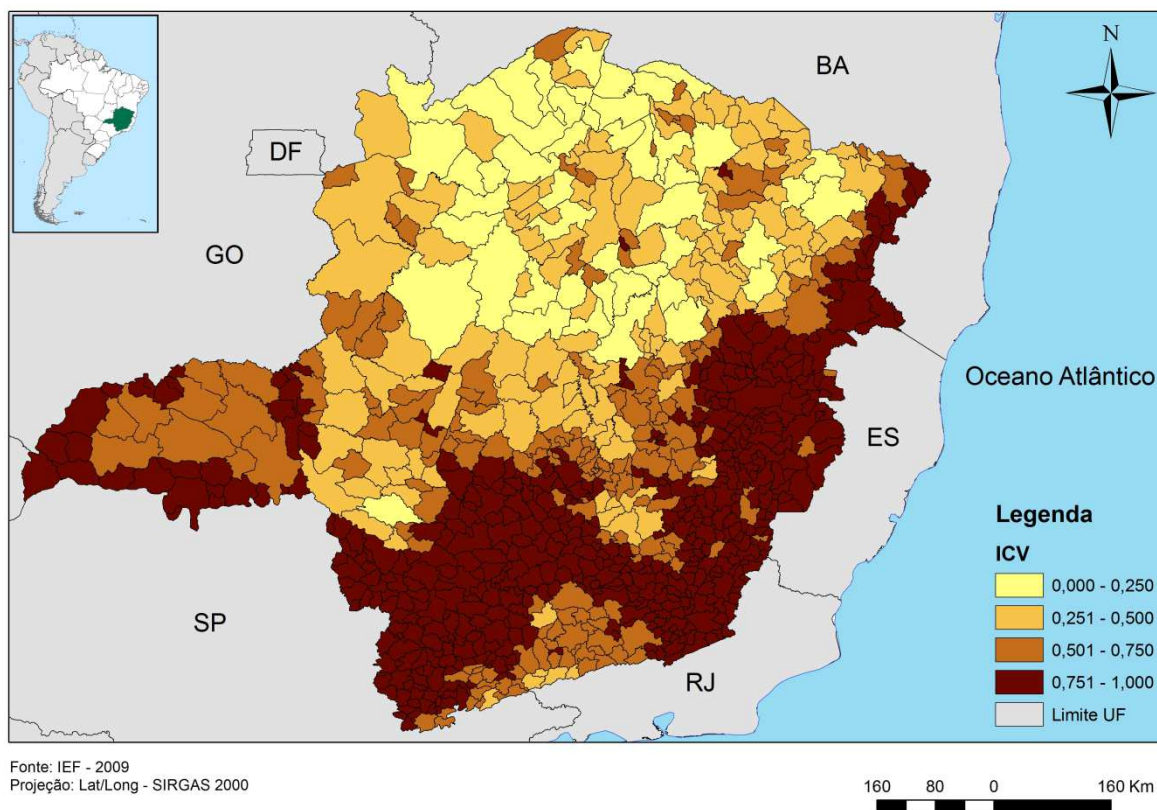 BA
N
DF
GO
Oceano Atlântico
ES
SP
RJ
Legenda
ICV
0,000 - 0,250
0,251 - 0,500
0,501 - 0,750
0,751 - 1,000
Limite UF
Fonte: IEF - 2009
Projeção: Lat/Long - SIRGAS 2000
160 80 0 160 Km